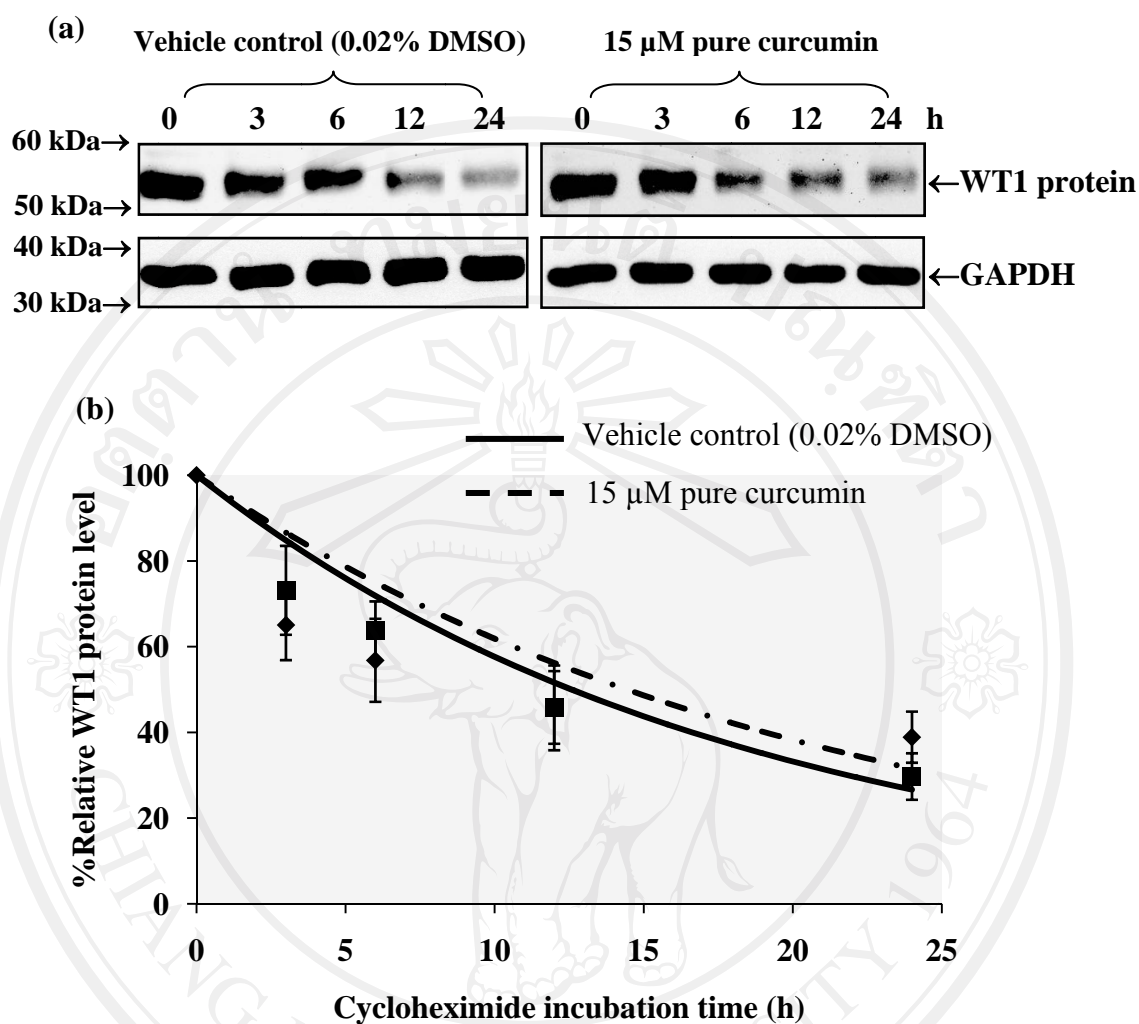 (a)
Vehicle control (0.02% DMSO) 15 µM pure curcumin
0 3 6 12 24 0 3 6 12 24 h
60 kDa→
←WT1 protein
50 kDa→
40 kDa→
←GAPDH
30 kDa→
(b)
Vehicle control (0.02% DMSO)
15 µM pure curcumin
%Relative WT1 protein level
100
80
60
40
20
0
0 5 10 15 20 25
Cycloheximide incubation time (h)